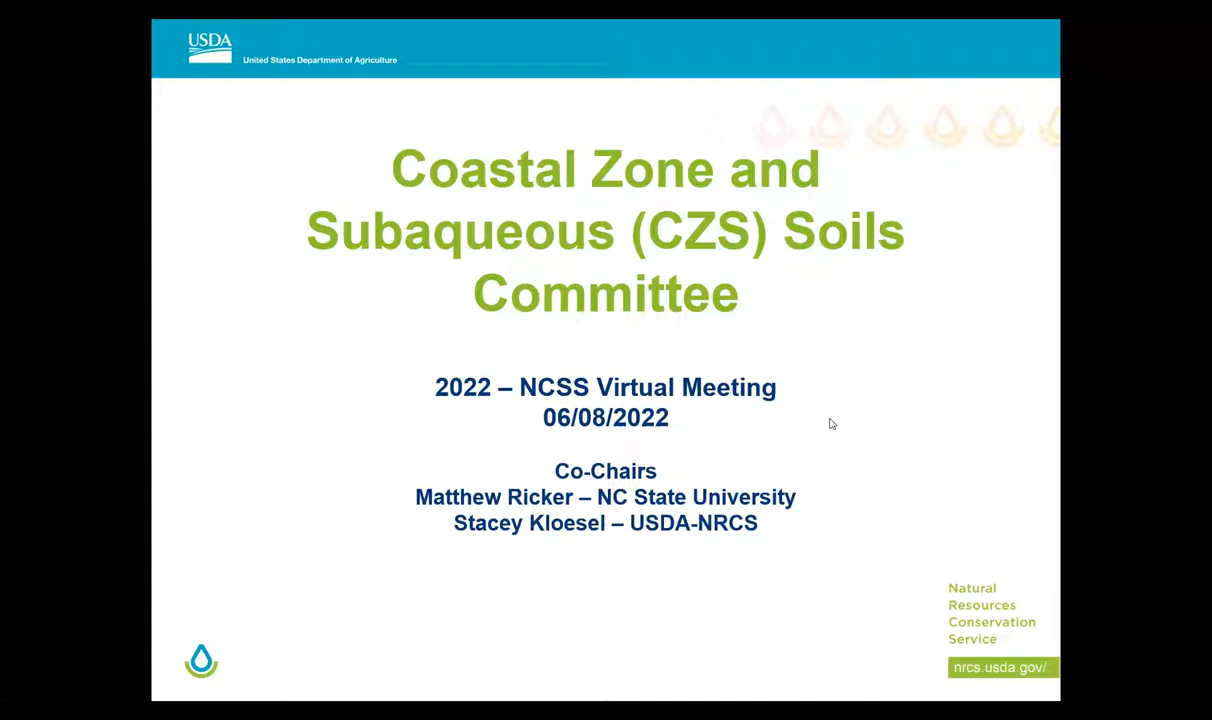 USDA
United States Department of Agriculture
Coastal Zone and
Subaqueous (CZS) Soils
Committee
2022 – NCSS Virtual Meeting
06/08/2022
Co-Chairs
Matthew Ricker – NC State University
Stacey Kloesel – USDA-NRCS
Natural
Resources
Conservation
Service
nrcs.usda.gov/